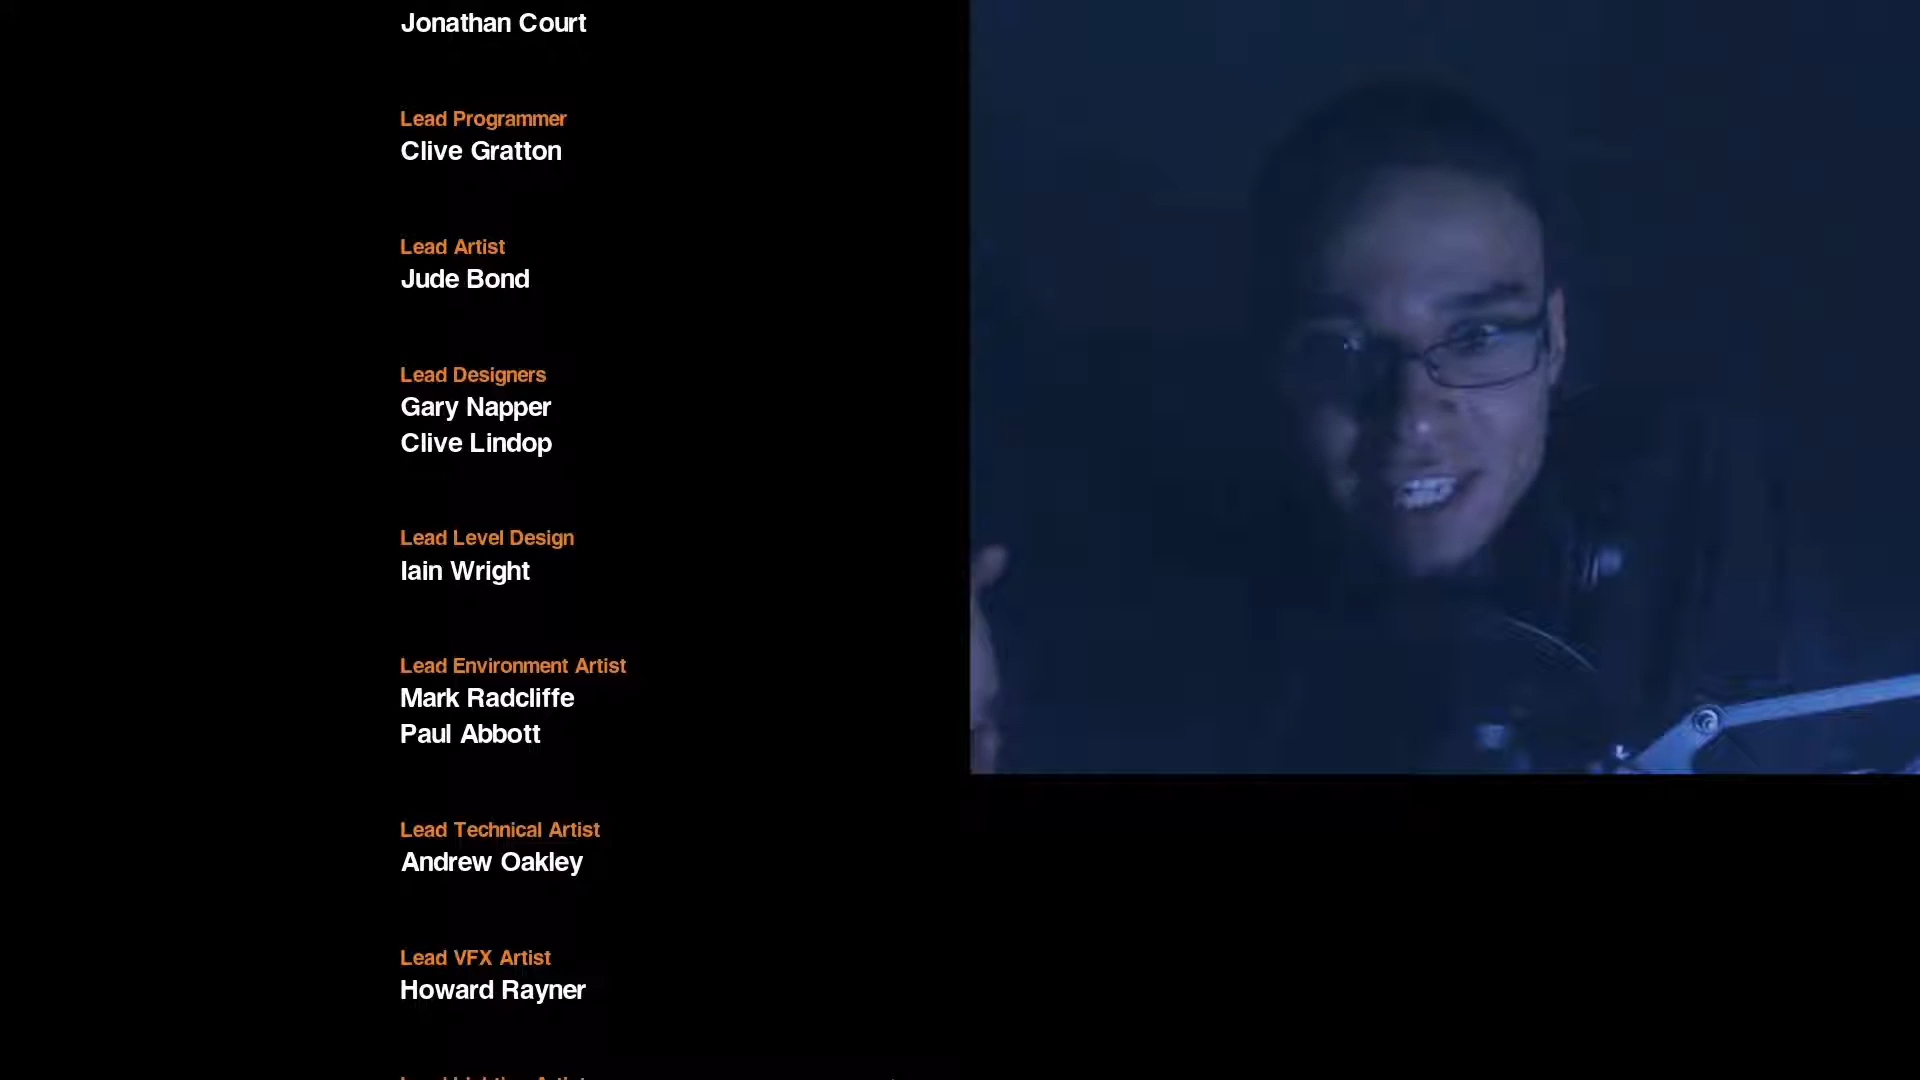 Jonathan Court
Lead Programmer
Clive Gratton
Lead Artist
Jude Bond
Lead Designers
Gary Napper
Clive Lindop
Lead Level Design
Iain Wright
Lead Environment Artist
Mark Radcliffe
Paul Abbott
Lead Technical Artist
Andrew Oakley
Lead VFX Artist
Howard Rayner